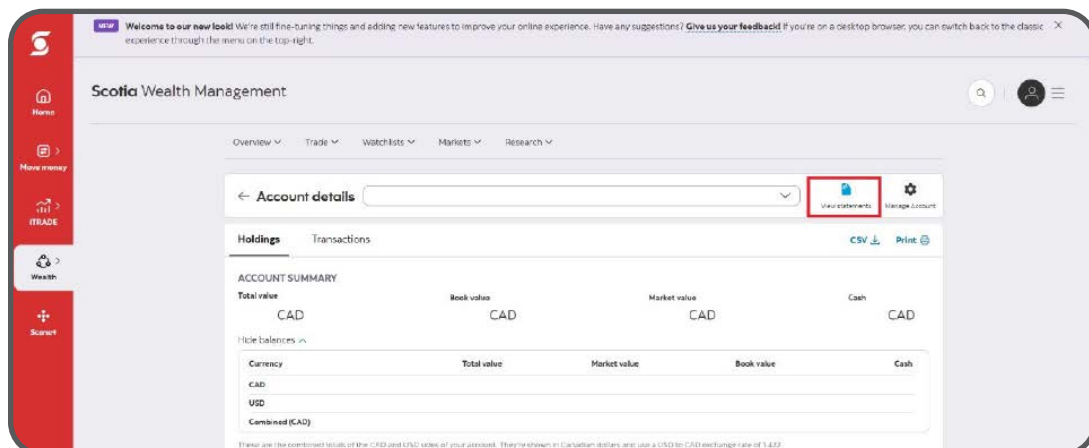 NEW Welcome to our new look! We're still fine-tuning things and adding new features to improve your online experience. Have any suggestions? Give us your feedback! If you're on a desktop browser, you can switch back to the classic
experience through the menu on the top-right.
Home
Move money
iTRADE
Wealth
Scene+
Scotia Wealth Management
Overview Trade Watchlists Markets Research
Account details
View statements
Manage Account
Holdings Transactions CSV Print
ACCOUNT SUMMARY
Total value Book value Market value Cash
CAD CAD CAD CAD
Hide balances
Currency Total value Market value Book value Cash
CAD
USD
Combined (CAD)
These are the combined totals of the CAD and USD sides of your account. They're shown in Canadian dollars and use a USD to CAD exchange rate of 1.422.